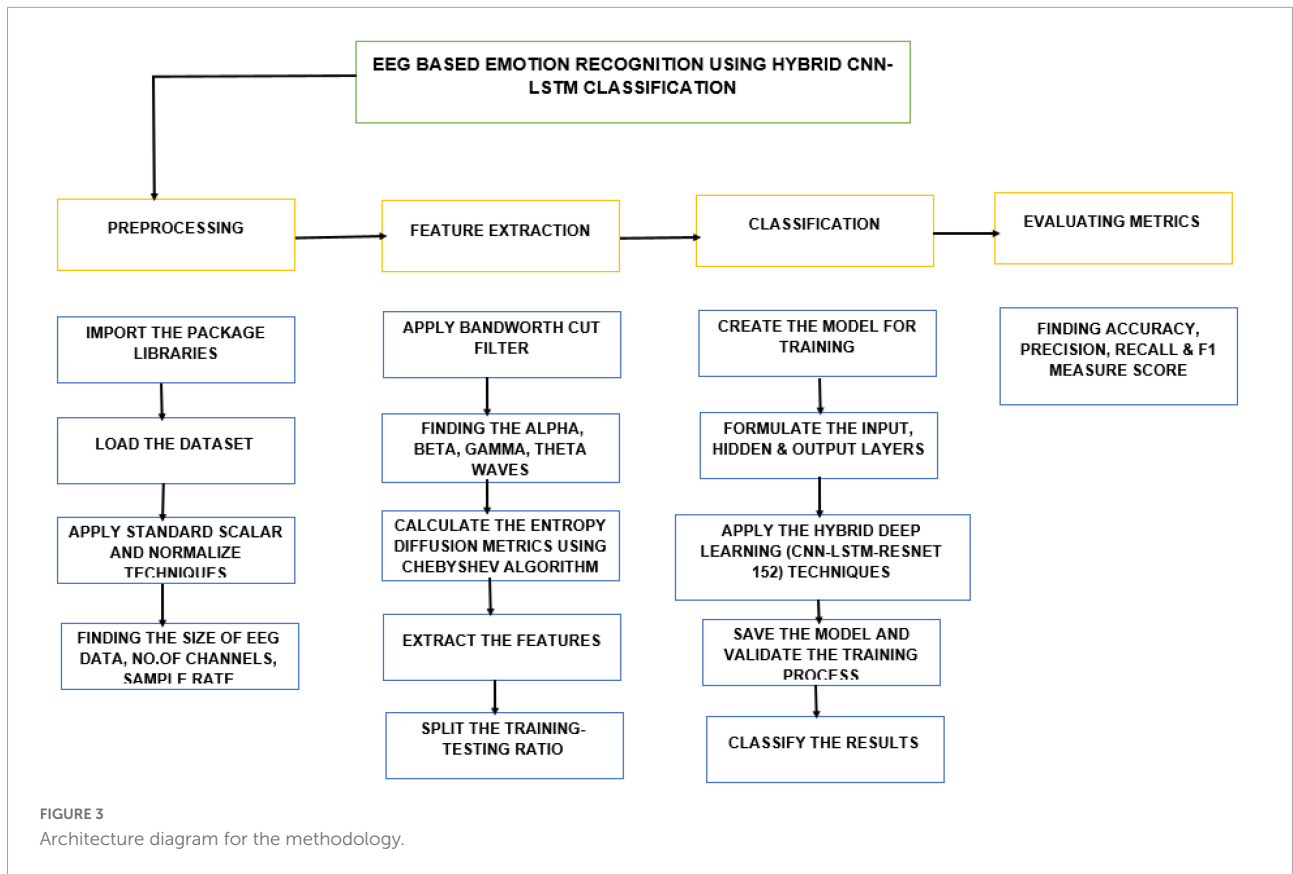 EEG BASED EMOTION RECOGNITION USING HYBRID CNN-
LSTM CLASSIFICATION
PREPROCESSING
FEATURE EXTRACTION
CLASSIFICATION
EVALUATING METRICS
IMPORT THE PACKAGE
LIBRARIES
LOAD THE DATASET
APPLY STANDARD SCALAR
AND NORMALIZE
TECHNIQUES
FINDING THE SIZE OF EEG
DATA, NO.OF CHANNELS,
SAMPLE RATE
APPLY BANDWORTH CUT
FILTER
FINDING THE ALPHA,
BETA, GAMMA, THETA
WAVES
CALCULATE THE ENTROPY
DIFFUSION METRICS USING
CHEBYSHEV ALGORITHM
EXTRACT THE FEATURES
SPLIT THE TRAINING-
TESTING RATIO
CREATE THE MODEL FOR
TRAINING
FORMULATE THE INPUT,
HIDDEN & OUTPUT LAYERS
APPLY THE HYBRID DEEP
LEARNING (CNN-LSTM-RESNET
152) TECHNIQUES
SAVE THE MODEL AND
VALIDATE THE TRAINING
PROCESS
CLASSIFY THE RESULTS
FINDING ACCURACY,
PRECISION, RECALL & F1
MEASURE SCORE
FIGURE 3
Architecture diagram for the methodology.